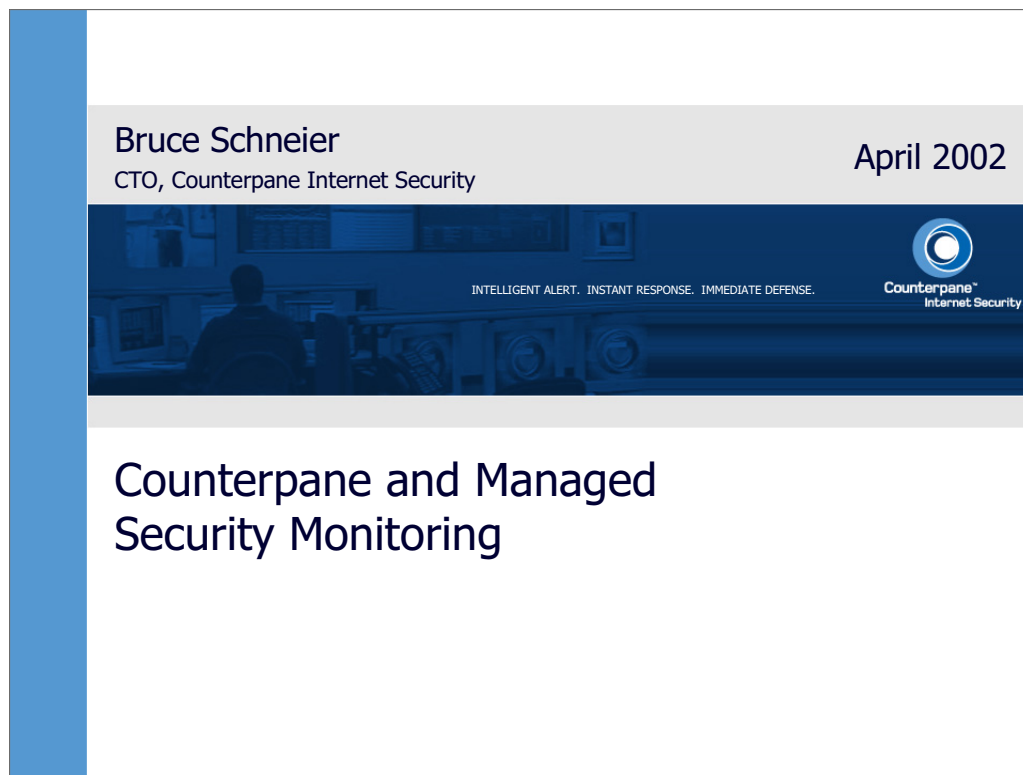 Bruce Schneier
CTO, Counterpane Internet Security
April 2002
INTELLIGENT ALERT. INSTANT RESPONSE. IMMEDIATE DEFENSE.
Counterpane™
Internet Security
Counterpane and Managed
Security Monitoring